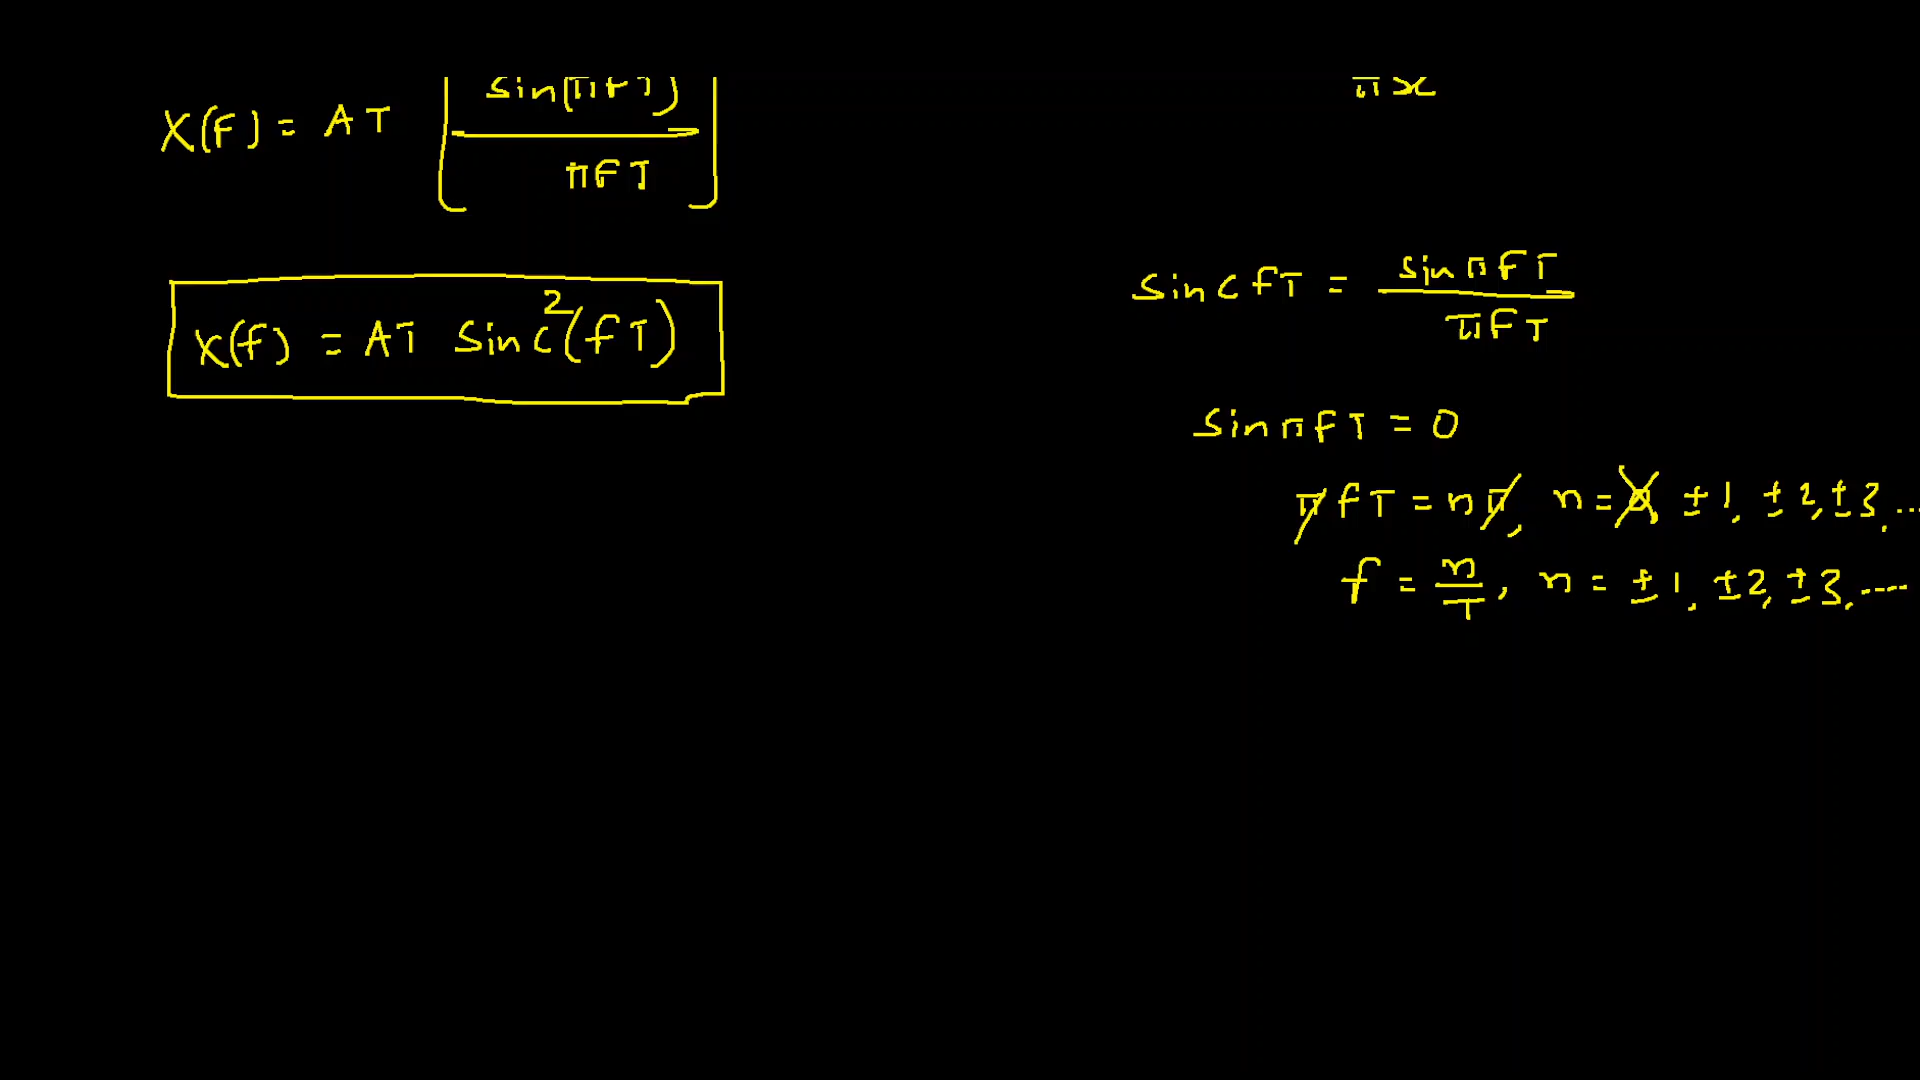 sin(πFT)
X(F) = AT [ ―――― ]
πFT
πx
X(f) = AT Sinc²(fT)
Sinc fT = sin πFT / πFT
Sin πfT = 0
πfT = nπ, n = 0, ±1, ±2, ±3, ...
f = n/T, n = ±1, ±2, ±3, ....